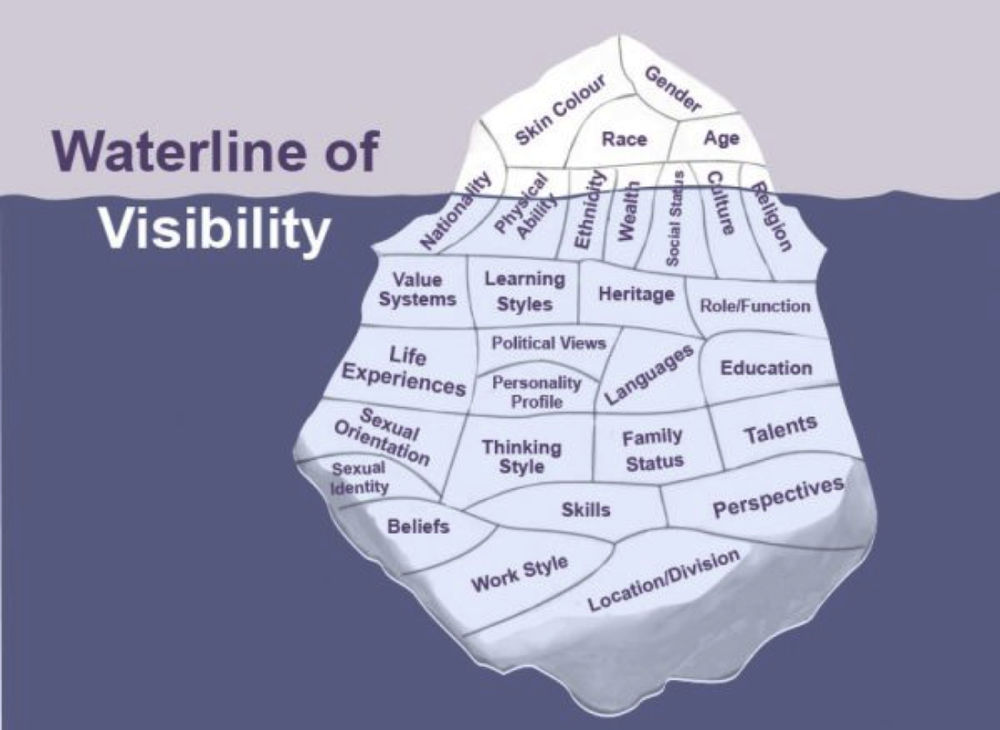 Waterline of
Visibility
Skin Colour
Gender
Race
Age
Nationality
Physical
Ability
Ethnicity
Wealth
Social Status
Culture
Religion
Value
Systems
Learning
Styles
Heritage
Role/Function
Life
Experiences
Political Views
Personality
Profile
Languages
Education
Sexual
Orientation
Thinking
Style
Family
Status
Talents
Sexual
Identity
Skills
Perspectives
Beliefs
Work Style
Location/Division